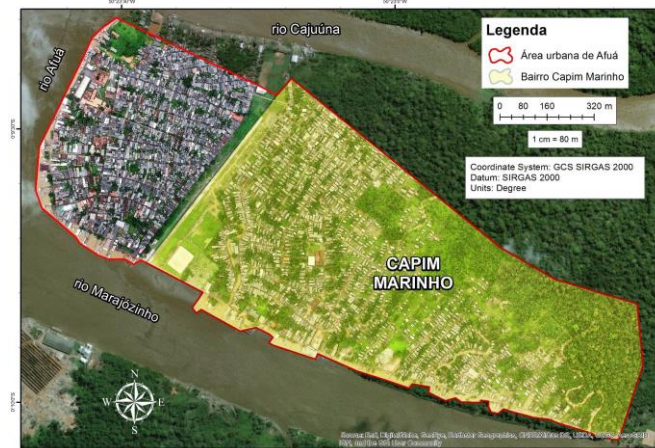 rio Cajuúna
rio Afuá
Legenda
Área urbana de Afuá
Bairro Capim Marinho
0 80 160 320 m
1 cm = 80 m
Coordinate System: GCS SIRGAS 2000
Datum: SIRGAS 2000
Units: Degree
CAPIM
MARINHO
rio Marajózinho
N
W E
S